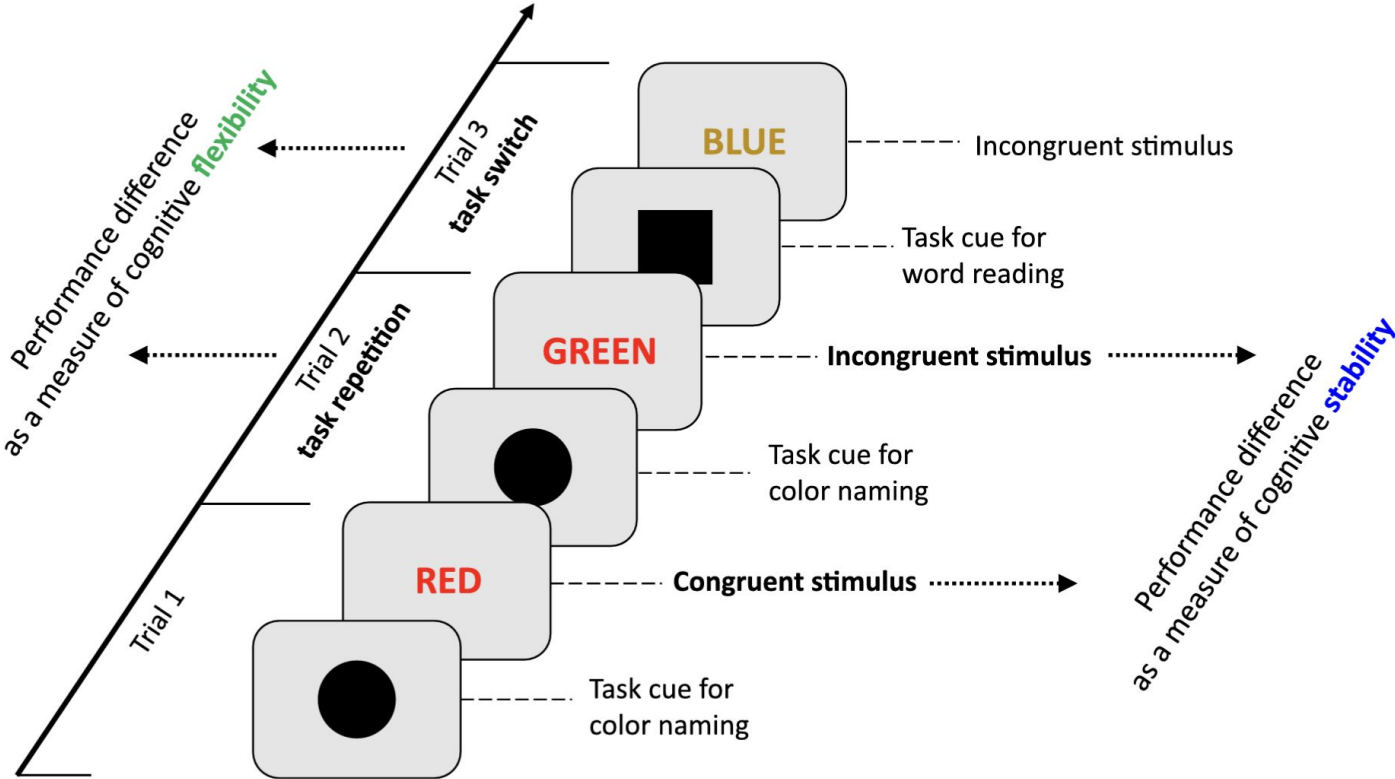 Performance difference
as a measure of cognitive flexibility
Trial 3
task switch
BLUE
Incongruent stimulus
Task cue for
word reading
Trial 2
task repetition
GREEN
Incongruent stimulus
Task cue for
color naming
Trial 1
RED
Congruent stimulus
Task cue for
color naming
Performance difference
as a measure of cognitive stability